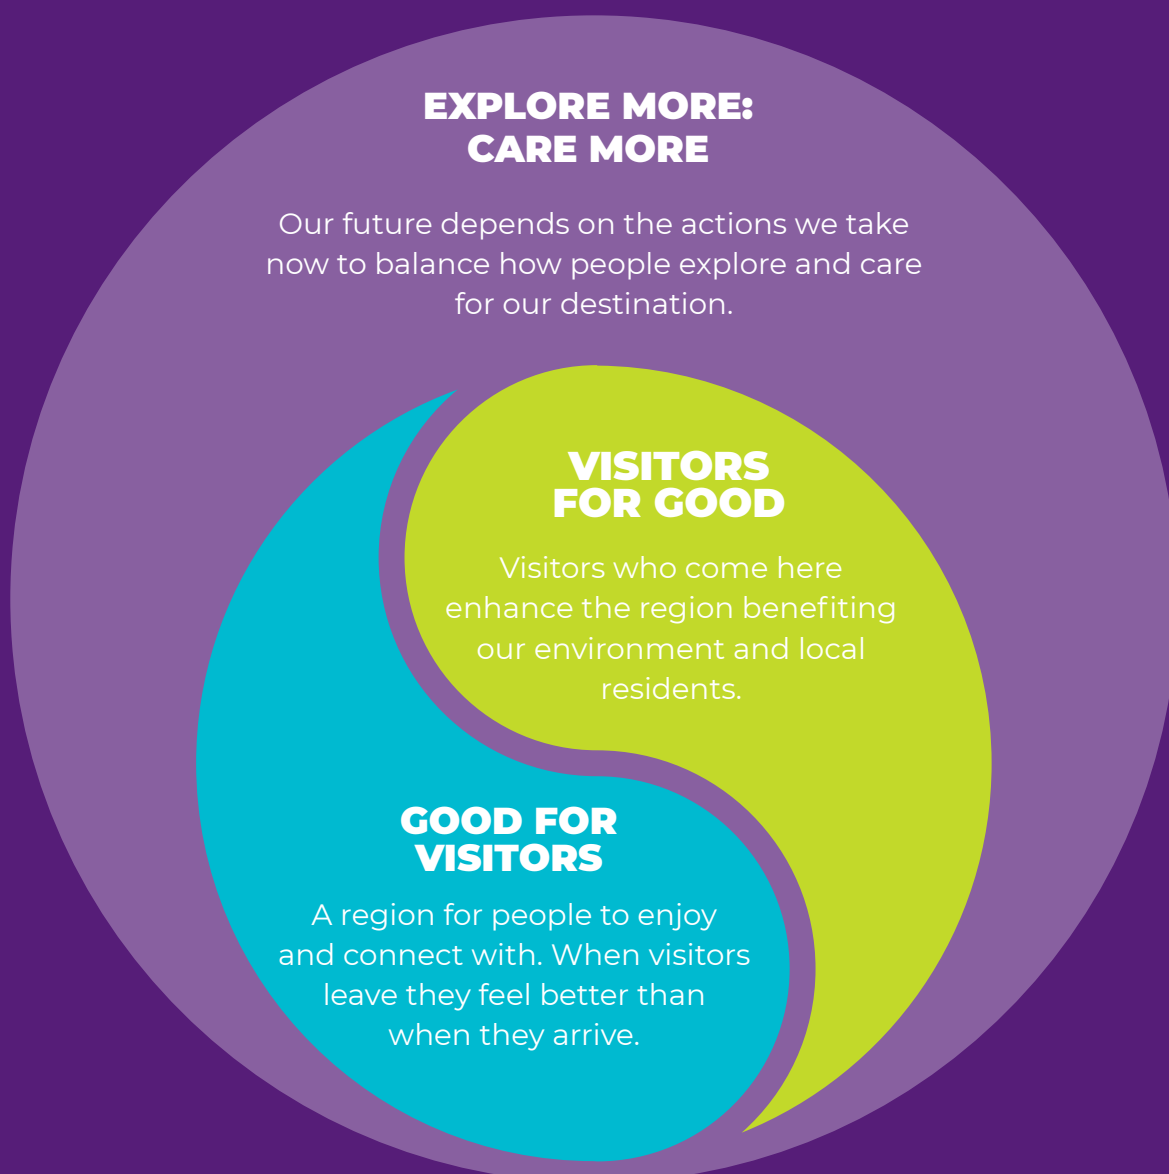 EXPLORE MORE:
CARE MORE
Our future depends on the actions we take
now to balance how people explore and care
for our destination.
VISITORS
FOR GOOD
Visitors who come here
enhance the region benefiting
our environment and local
residents.
GOOD FOR
VISITORS
A region for people to enjoy
and connect with. When visitors
leave they feel better than
when they arrive.